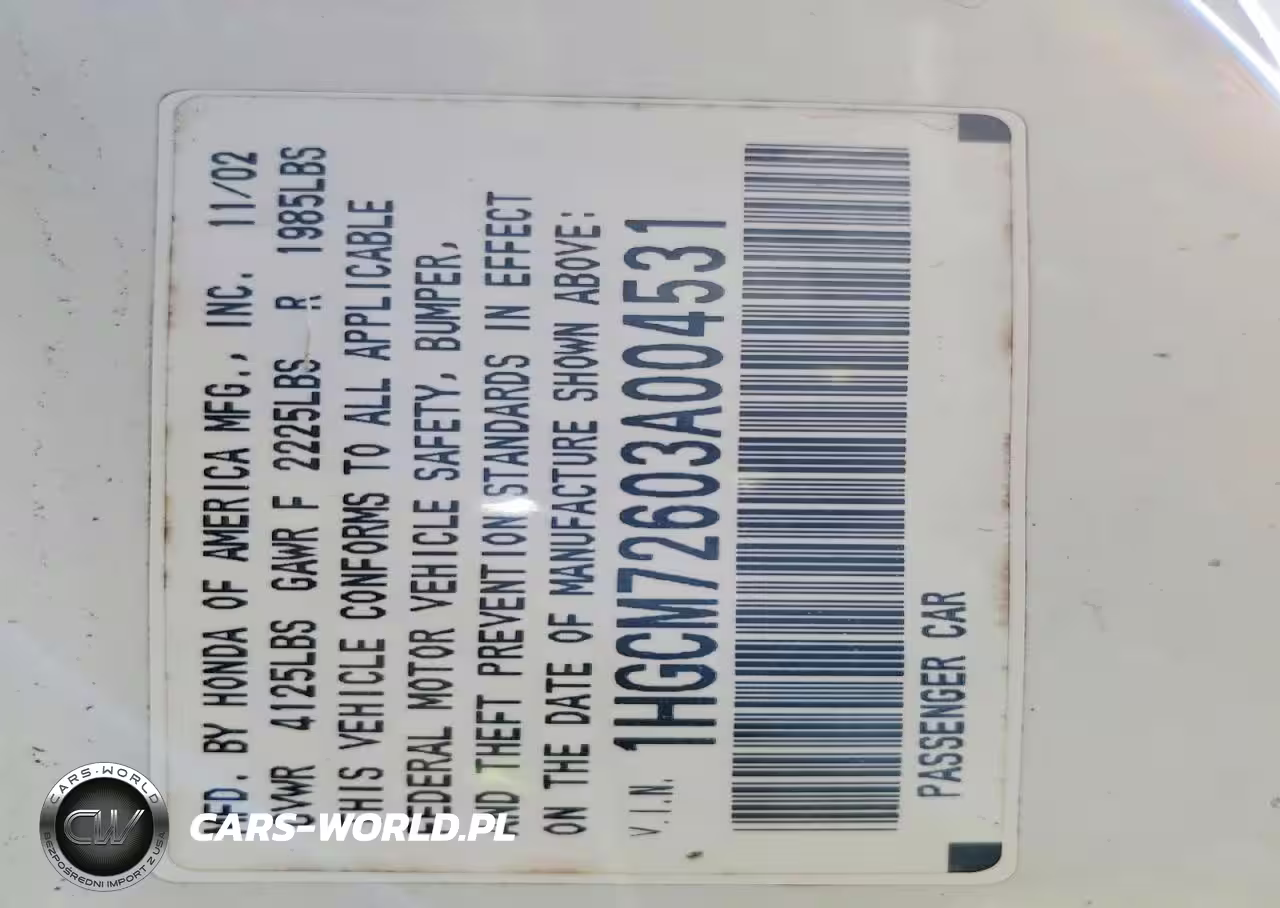 MFD. BY HONDA OF AMERICA MFG., INC. 11/02
GVWR 4125LBS GAWR F 2225LBS R 1985LBS
THIS VEHICLE CONFORMS TO ALL APPLICABLE
FEDERAL MOTOR VEHICLE SAFETY, BUMPER,
AND THEFT PREVENTION STANDARDS IN EFFECT
ON THE DATE OF MANUFACTURE SHOWN ABOVE:
V.I.N. 1HGCM72603A004531
PASSENGER CAR
CARS-WORLD
CW
BEZPOŚREDNI IMPORT Z USA
CARS-WORLD.PL